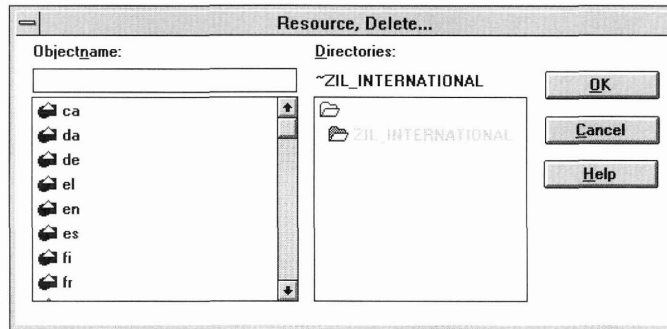 Resource, Delete...
Objectname:
ca
da
de
el
en
es
fi
fr
Directories:
~ZIL_INTERNATIONAL
ZIL_INTERNATIONAL
OK
Cancel
Help